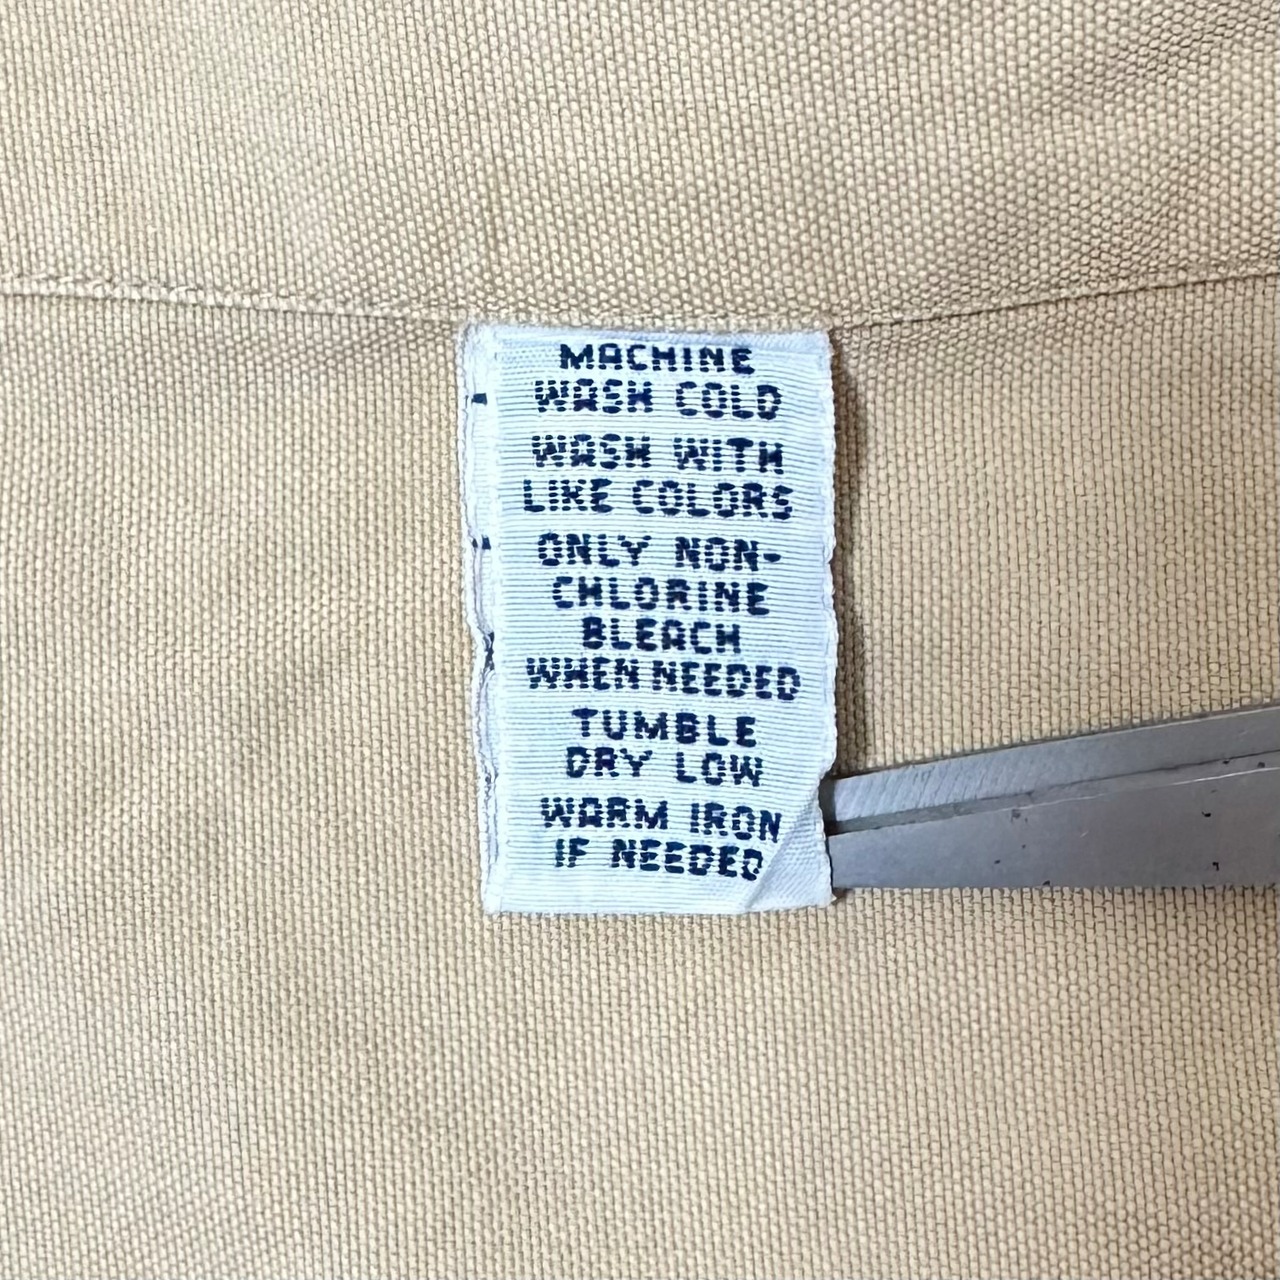 MACHINE
WASH COLD
WASH WITH
LIKE COLORS
ONLY NON-
CHLORINE
BLEACH
WHEN NEEDED
TUMBLE
DRY LOW
WARM IRON
IF NEEDED